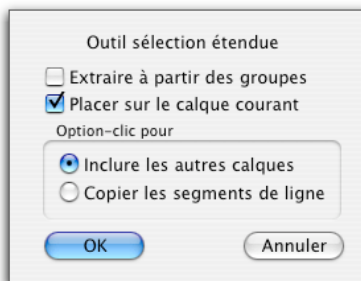 Outil sélection étendue
Extraire à partir des groupes
Placer sur le calque courant
Option-clic pour
Inclure les autres calques
Copier les segments de ligne
OK
Annuler